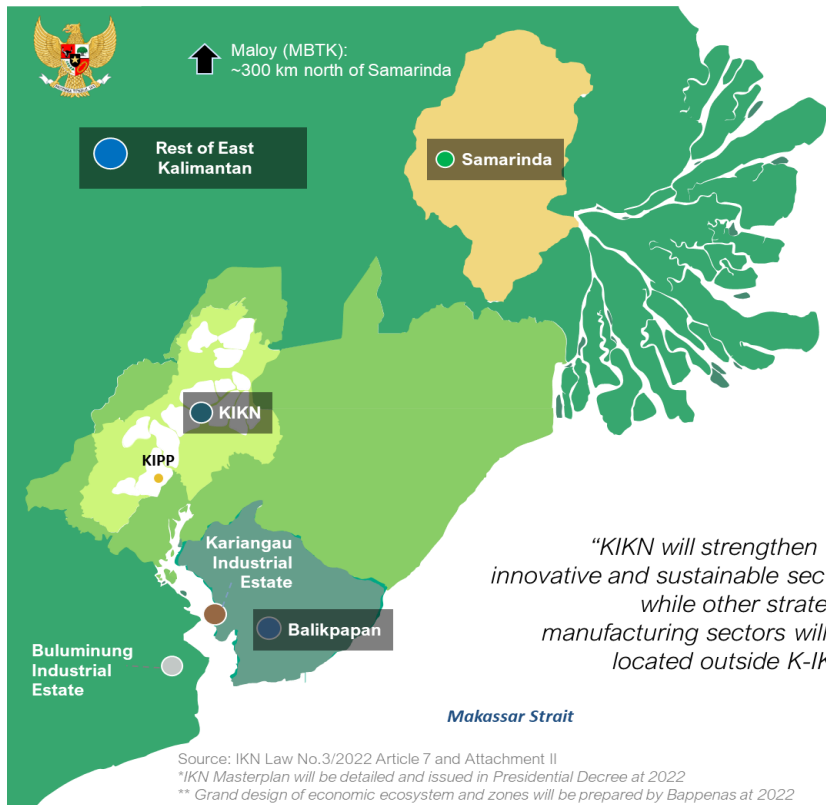 Maloy (MBTK):
~300 km north of Samarinda
Rest of East
Kalimantan
Samarinda
KIKN
KIPP
Kariangau
Industrial
Estate
Balikpapan
Buluminung
Industrial
Estate
“KIKN will strengthen
innovative and sustainable sec
while other strate
manufacturing sectors will
located outside K-IK
Makassar Strait
Source: IKN Law No.3/2022 Article 7 and Attachment II
*IKN Masterplan will be detailed and issued in Presidential Decree at 2022
** Grand design of economic ecosystem and zones will be prepared by Bappenas at 2022